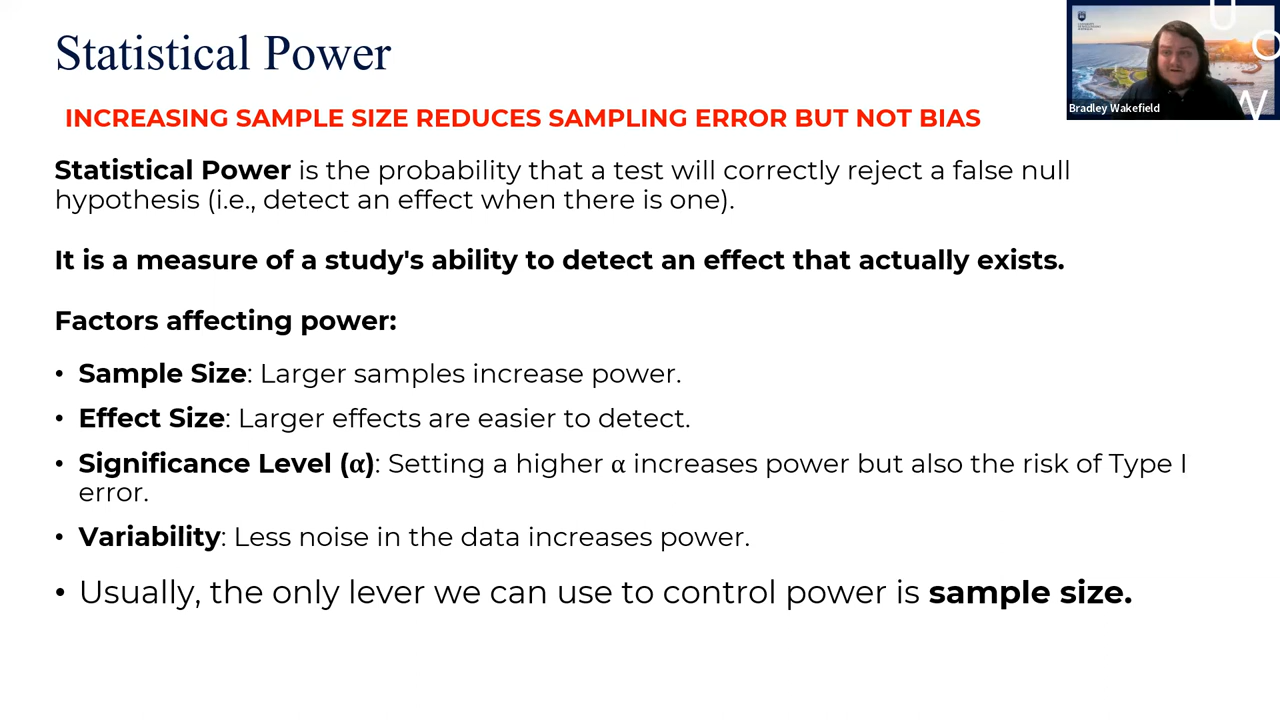 Statistical Power
INCREASING SAMPLE SIZE REDUCES SAMPLING ERROR BUT NOT BIAS
Statistical Power is the probability that a test will correctly reject a false null
hypothesis (i.e., detect an effect when there is one).
It is a measure of a study's ability to detect an effect that actually exists.
Factors affecting power:
• Sample Size: Larger samples increase power.
• Effect Size: Larger effects are easier to detect.
• Significance Level (α): Setting a higher α increases power but also the risk of Type I
error.
• Variability: Less noise in the data increases power.
• Usually, the only lever we can use to control power is sample size.
U
O
W
Bradley Wakefield